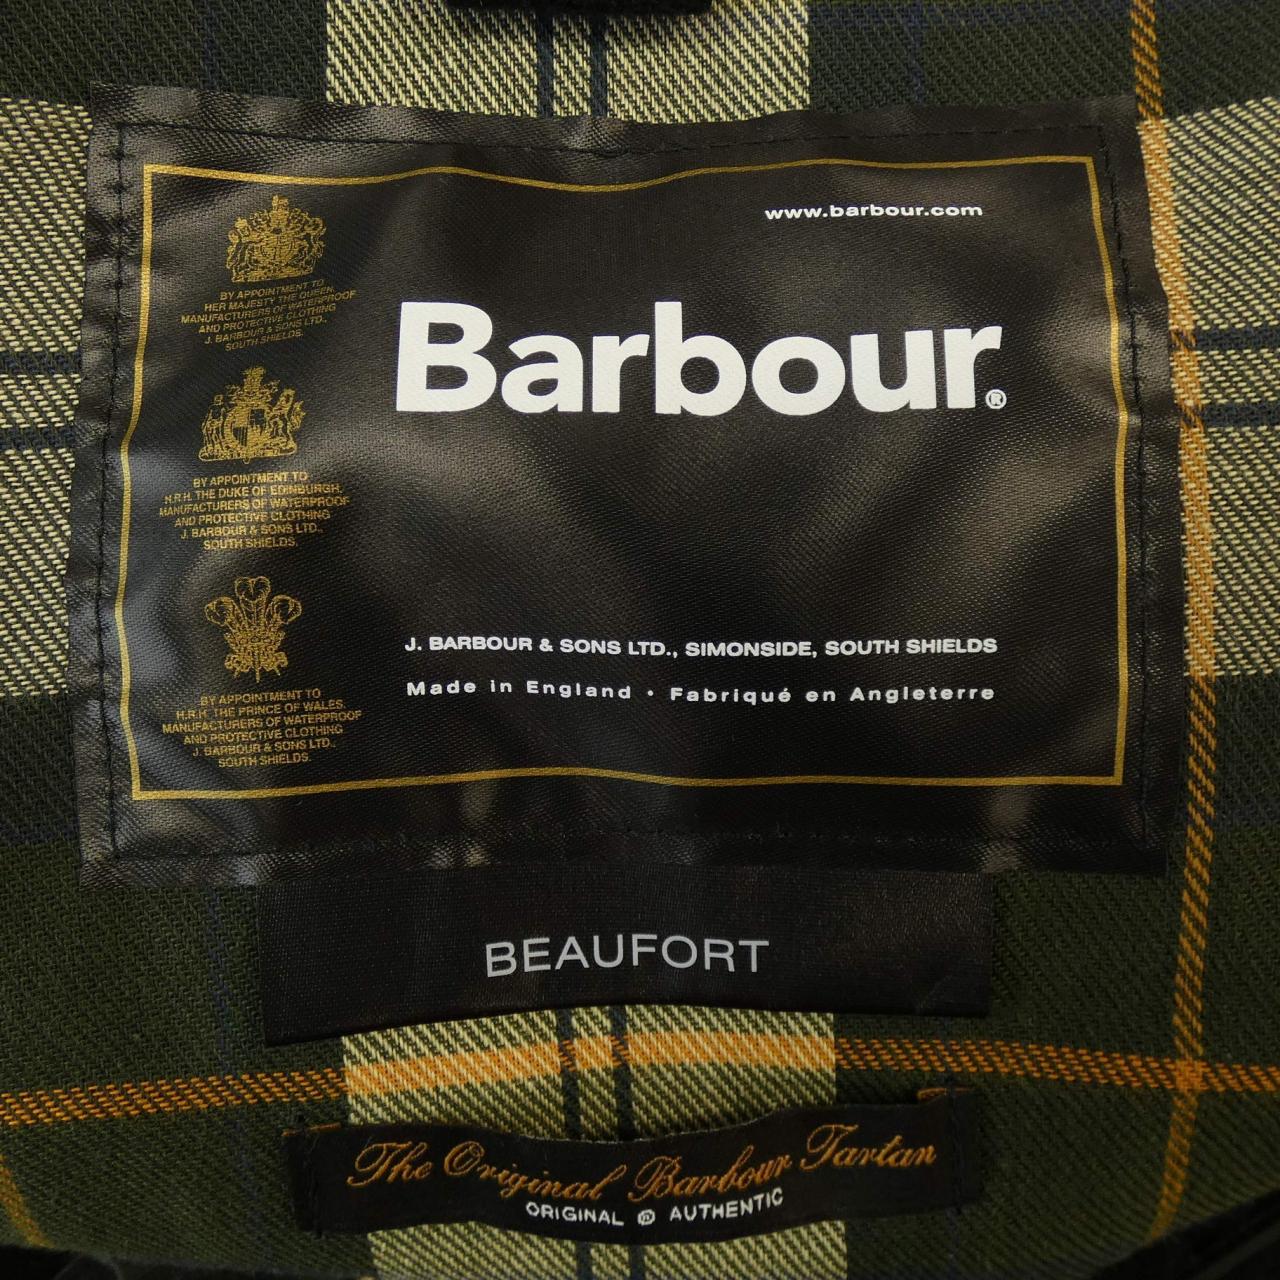 www.barbour.com
Barbour®
BY APPOINTMENT TO
HER MAJESTY THE QUEEN,
MANUFACTURERS OF WATERPROOF
AND PROTECTIVE CLOTHING
J. BARBOUR & SONS LTD.,
SOUTH SHIELDS.
BY APPOINTMENT TO
H.R.H. THE DUKE OF EDINBURGH,
MANUFACTURERS OF WATERPROOF
AND PROTECTIVE CLOTHING
J. BARBOUR & SONS LTD.,
SOUTH SHIELDS.
BY APPOINTMENT TO
H.R.H. THE PRINCE OF WALES,
MANUFACTURERS OF WATERPROOF
AND PROTECTIVE CLOTHING
J. BARBOUR & SONS LTD.,
SOUTH SHIELDS.
J. BARBOUR & SONS LTD., SIMONSIDE, SOUTH SHIELDS
Made in England • Fabriqué en Angleterre
BEAUFORT
The Original Barbour Tartan
ORIGINAL AUTHENTIC